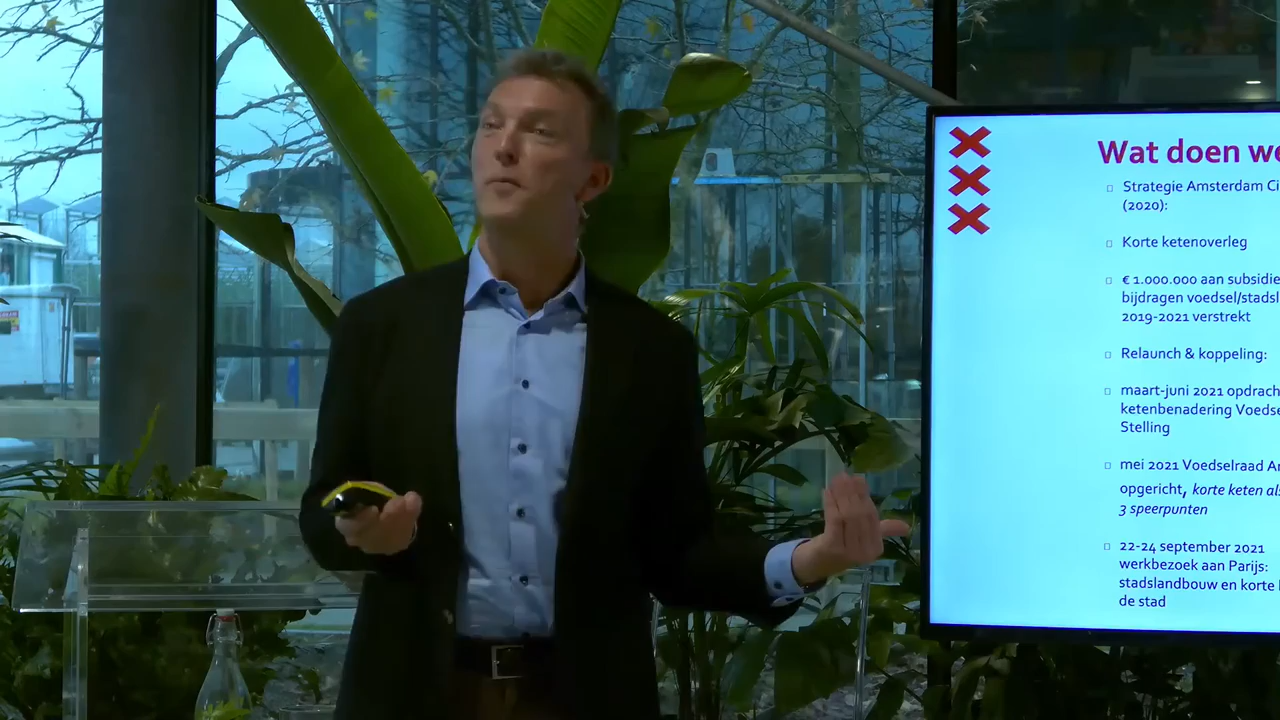 Wat doen we
Strategie Amsterdam Ci
(2020):
Korte ketenoverleg
€ 1.000.000 aan subsidie
bijdragen voedsel/stadsl
2019-2021 verstrekt
Relaunch & koppeling:
maart-juni 2021 opdrach
ketenbenadering Voedse
Stelling
mei 2021 Voedselraad A
opgericht, korte keten als
3 speerpunten
22-24 september 2021
werkbezoek aan Parijs:
stadslandbouw en korte
de stad